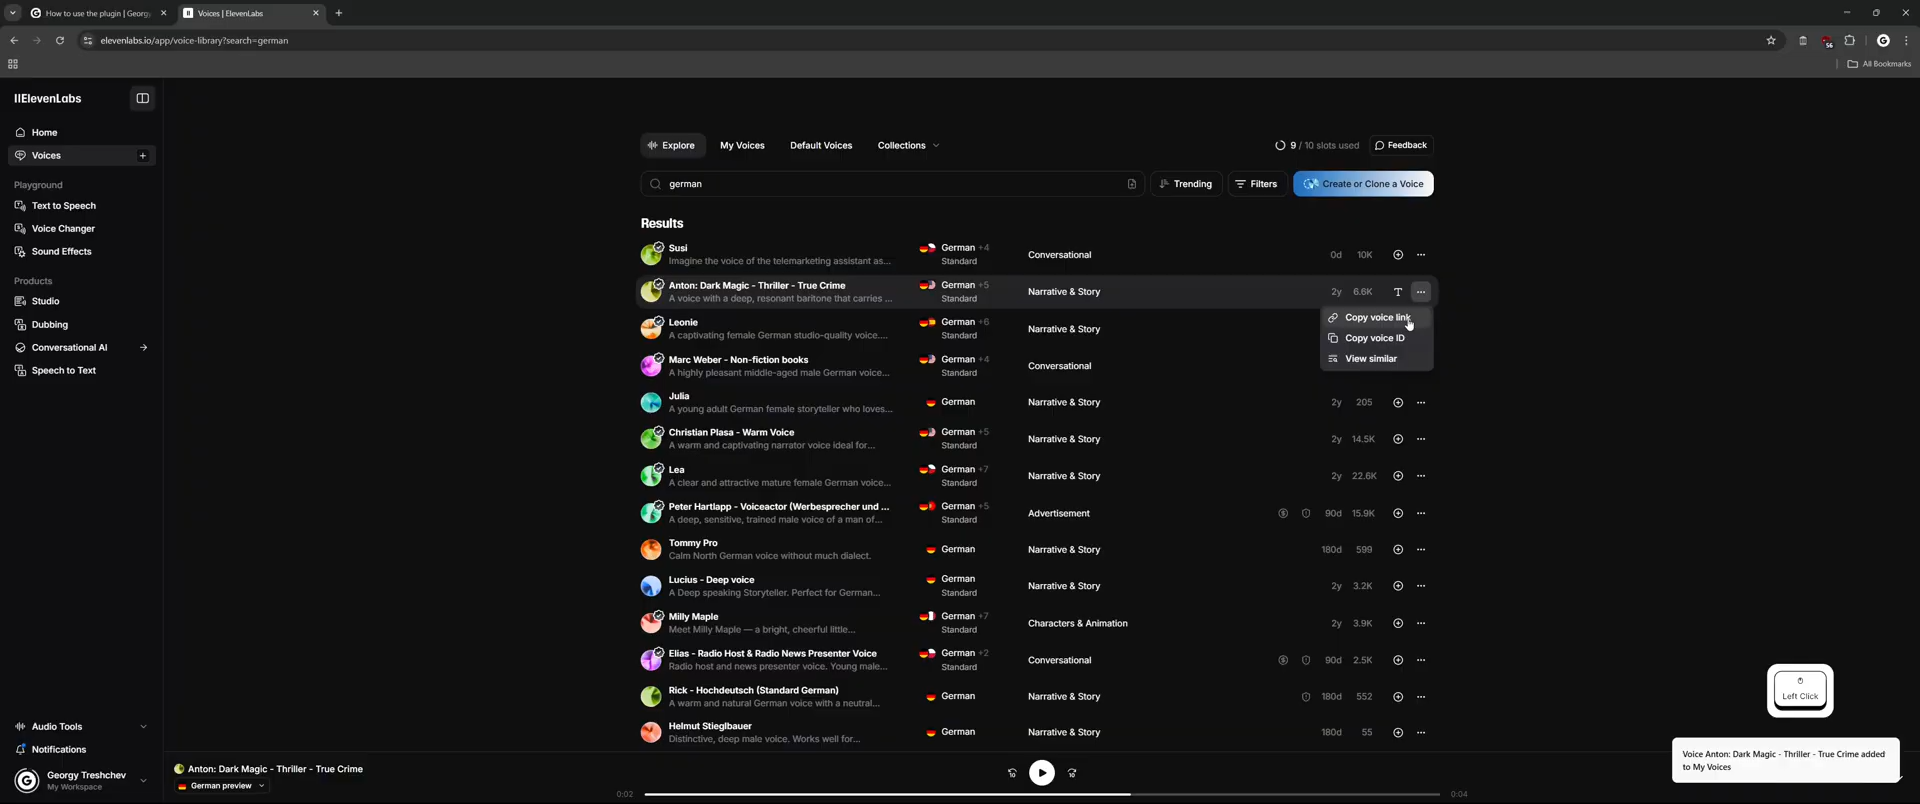 How to use the plugin | Georgy
Voices | ElevenLabs
elevenlabs.io/app/voice-library?search=german
56
All Bookmarks
IIElevenLabs
Home
Voices
Playground
Text to Speech
Voice Changer
Sound Effects
Products
Studio
Dubbing
Conversational AI
Speech to Text
Audio Tools
Notifications
Georgy Treshchev
My Workspace
Explore
My Voices
Default Voices
Collections
9 / 10 slots used
Feedback
german
Trending
Filters
Create or Clone a Voice
Results
Susi
Imagine the voice of the telemarketing assistant as...
German +4
Standard
Conversational
0d 10K
Anton: Dark Magic - Thriller - True Crime
A voice with a deep, resonant baritone that carries ...
German +5
Standard
Narrative & Story
2y 6.6K
Copy voice link
Copy voice ID
View similar
Leonie
A captivating female German studio-quality voice....
German +6
Standard
Narrative & Story
Marc Weber - Non-fiction books
A highly pleasant middle-aged male German voice...
German +4
Standard
Conversational
Julia
A young adult German female storyteller who loves...
German
Narrative & Story
2y 205
Christian Plasa - Warm Voice
A warm and captivating narrator voice ideal for...
German +5
Standard
Narrative & Story
2y 14.5K
Lea
A clear and attractive mature female German voice...
German +7
Standard
Narrative & Story
2y 22.6K
Peter Hartlapp - Voiceactor (Werbesprecher und ...
A deep, sensitive, trained male voice of a man of...
German +5
Standard
Advertisement
90d 15.9K
Tommy Pro
Calm North German voice without much dialect.
German
Narrative & Story
180d 599
Lucius - Deep voice
A Deep speaking Storyteller. Perfect for German...
German
Standard
Narrative & Story
2y 3.2K
Milly Maple
Meet Milly Maple — a bright, cheerful little...
German +7
Standard
Characters & Animation
2y 3.9K
Elias - Radio Host & Radio News Presenter Voice
Radio host and news presenter voice. Young male...
German +2
Standard
Conversational
90d 2.5K
Rick - Hochdeutsch (Standard German)
A warm and natural German voice with a neutral...
German
Narrative & Story
180d 552
Helmut Stieglbauer
Distinctive, deep male voice. Works well for...
German
Narrative & Story
180d 55
Left Click
Voice Anton: Dark Magic - Thriller - True Crime added
to My Voices
Anton: Dark Magic - Thriller - True Crime
German preview
10
10
0:02
0:04